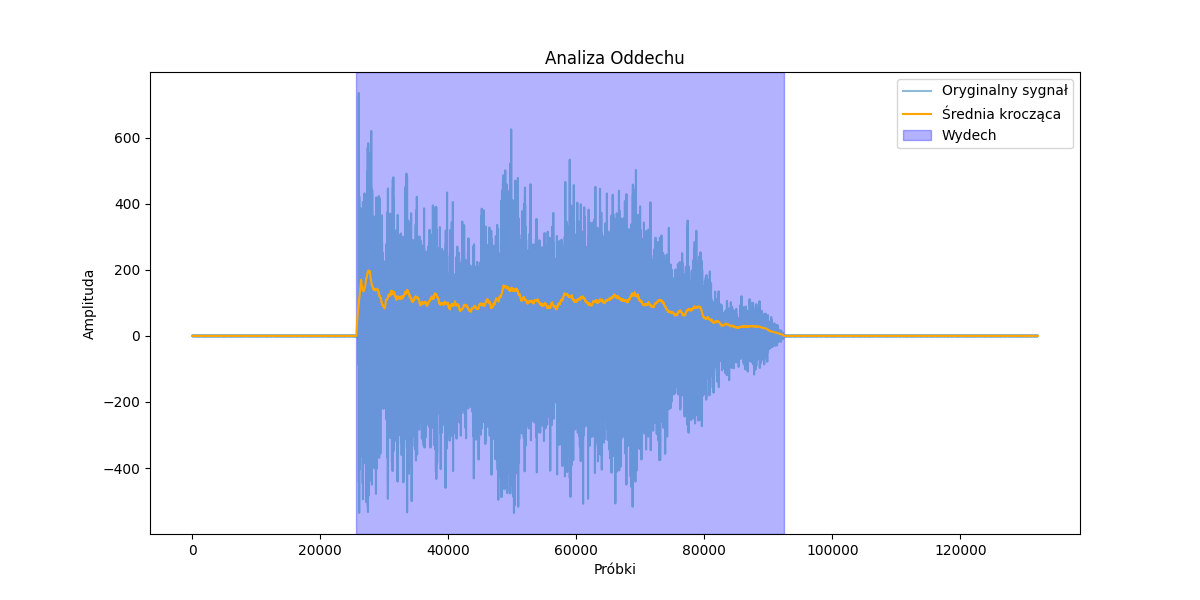 Analiza Oddechu
Oryginalny sygnał
Średnia krocząca
Wydech
Amplituda
600
400
200
0
−200
−400
0
20000
40000
60000
80000
100000
120000
Próbki